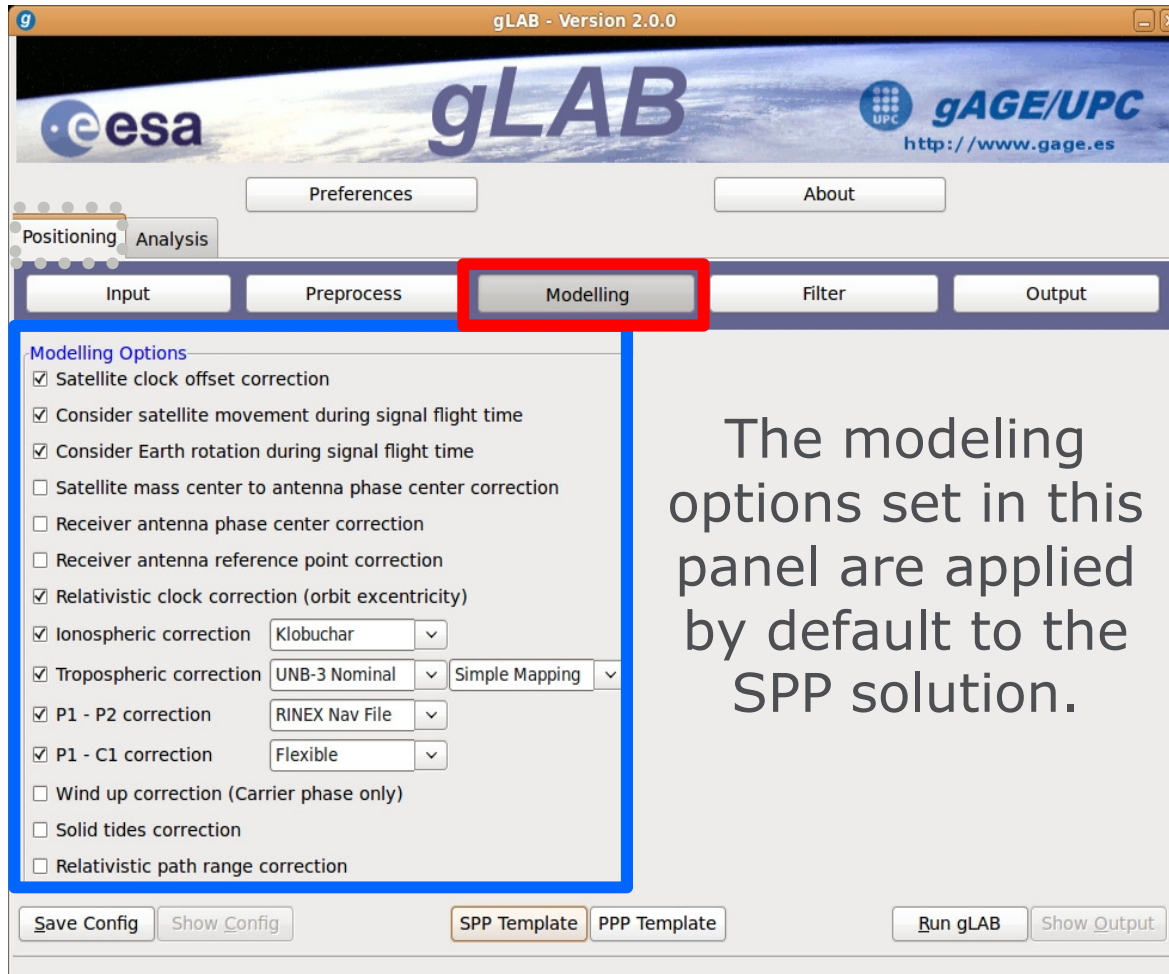 gLAB - Version 2.0.0
esa
gLAB
UPC
gAGE/UPC
http://www.gage.es
Preferences
About
Positioning
Analysis
Input
Preprocess
Modelling
Filter
Output
Modelling Options
Satellite clock offset correction
Consider satellite movement during signal flight time
Consider Earth rotation during signal flight time
Satellite mass center to antenna phase center correction
Receiver antenna phase center correction
Receiver antenna reference point correction
Relativistic clock correction (orbit excentricity)
Ionospheric correction Klobuchar
Tropospheric correction UNB-3 Nominal Simple Mapping
P1 - P2 correction RINEX Nav File
P1 - C1 correction Flexible
Wind up correction (Carrier phase only)
Solid tides correction
Relativistic path range correction
The modeling
options set in this
panel are applied
by default to the
SPP solution.
Save Config
Show Config
SPP Template
PPP Template
Run gLAB
Show Output